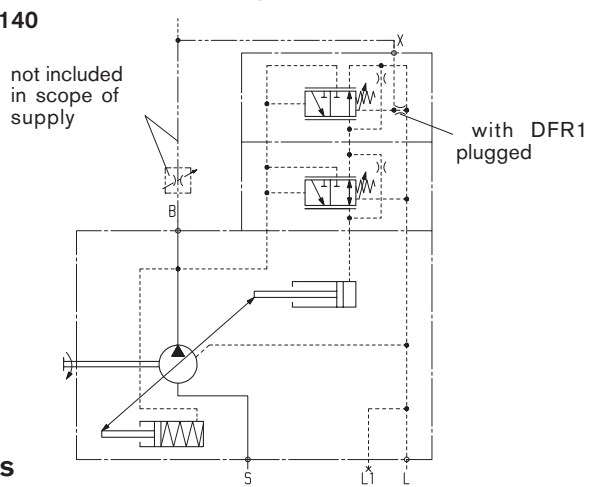 140
X
not included
in scope of
supply
with DFR1
plugged
B
S
S
L1
L